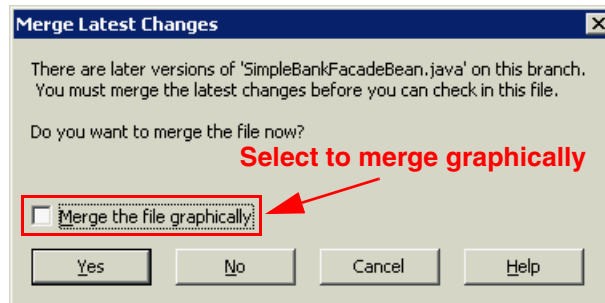 Merge Latest Changes
There are later versions of 'SimpleBankFacadeBean.java' on this branch.
You must merge the latest changes before you can check in this file.
Do you want to merge the file now?
Select to merge graphically
Merge the file graphically
Yes No Cancel Help